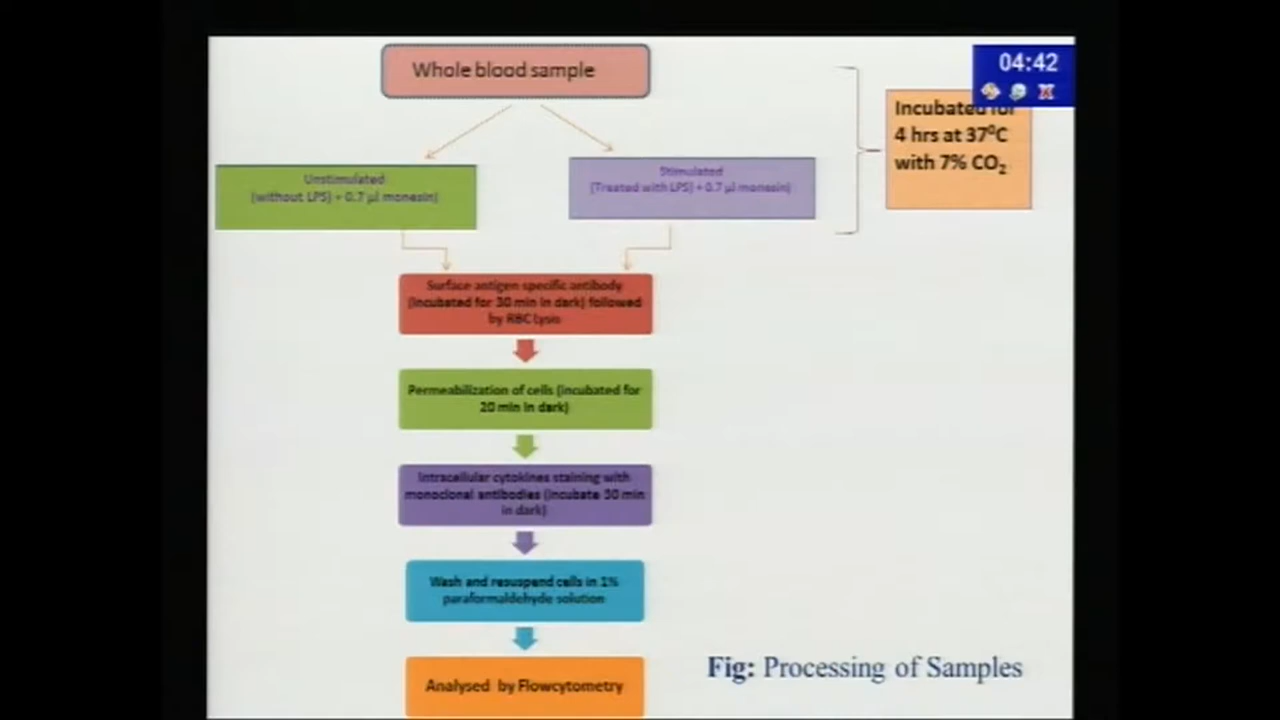 Whole blood sample
04:42
Incubated for
4 hrs at 37⁰C
with 7% CO₂
Unstimulated
(without LPS) + 0.7 µl monesin)
Stimulated
(Treated with LPS) + 0.7 µl monesin)
Surface antigen specific antibody
(incubated for 30 min in dark) followed
by RBC Lysis
Permeabilization of cells (incubated for
20 min in dark)
Intracellular cytokines staining with
monoclonal antibodies (incubate 30 min
in dark)
Wash and resuspend cells in 1%
paraformaldehyde solution
Analysed by Flowcytometry
Fig: Processing of Samples